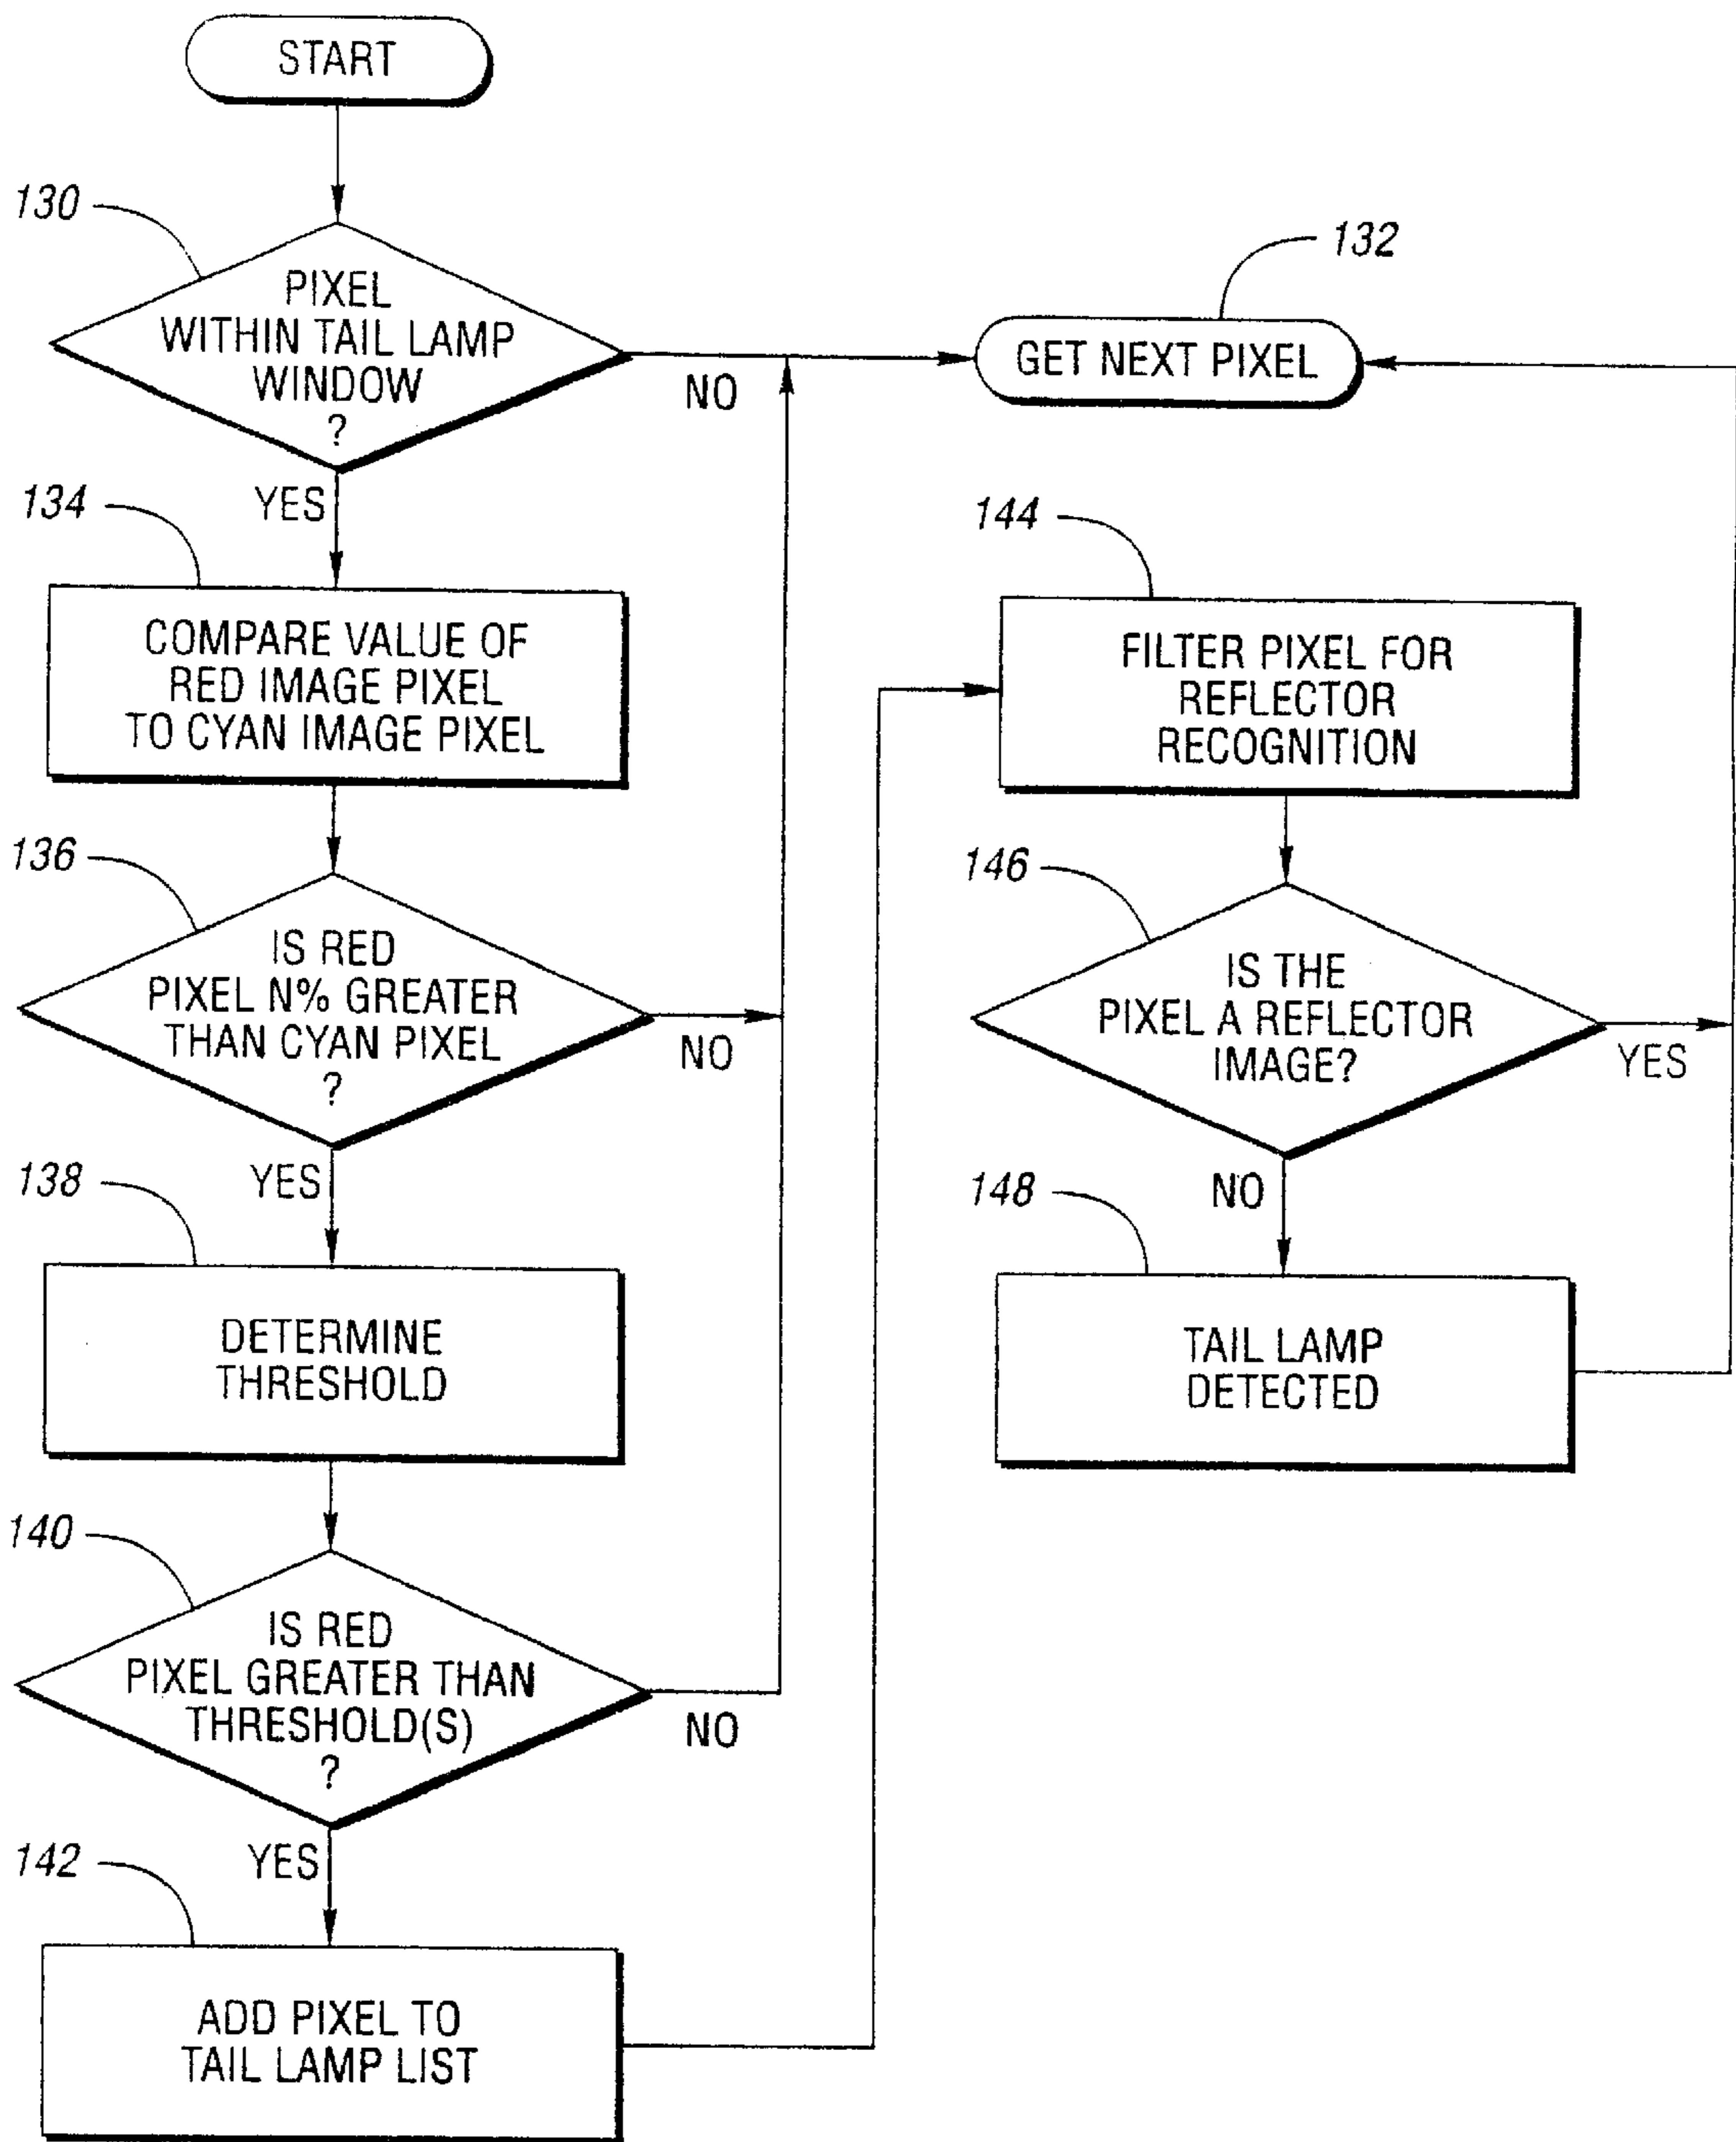 START
130
PIXEL
WITHIN TAIL LAMP
WINDOW
?
NO
YES
132
GET NEXT PIXEL
134
COMPARE VALUE OF
RED IMAGE PIXEL
TO CYAN IMAGE PIXEL
136
IS RED
PIXEL N% GREATER
THAN CYAN PIXEL
?
NO
YES
138
DETERMINE
THRESHOLD
140
IS RED
PIXEL GREATER THAN
THRESHOLD(S)
?
NO
YES
142
ADD PIXEL TO
TAIL LAMP LIST
144
FILTER PIXEL FOR
REFLECTOR
RECOGNITION
146
IS THE
PIXEL A REFLECTOR
IMAGE?
YES
NO
148
TAIL LAMP
DETECTED